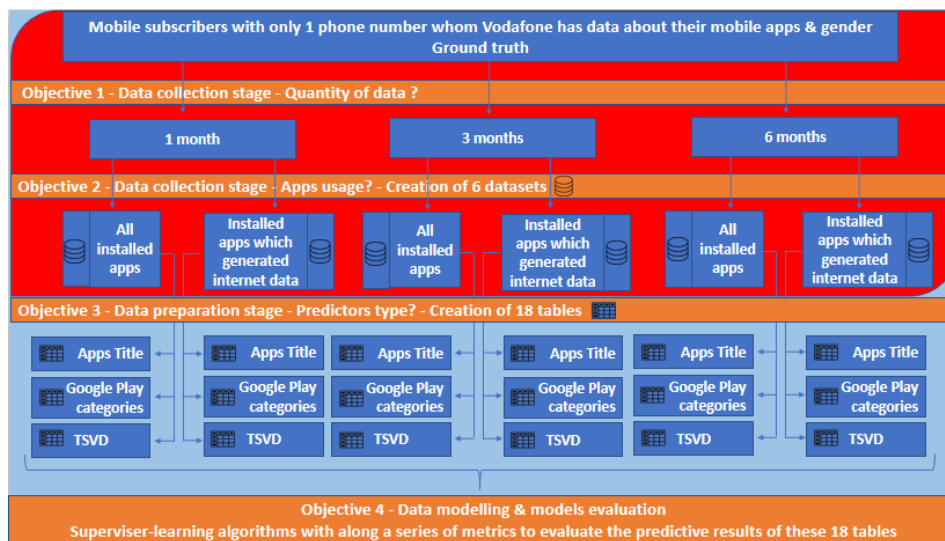 Mobile subscribers with only 1 phone number whom Vodafone has data about their mobile apps & gender
Ground truth
Objective 1 - Data collection stage - Quantity of data ?
1 month
3 months
6 months
Objective 2 - Data collection stage - Apps usage? - Creation of 6 datasets
All
installed
apps
Installed
apps which
generated
internet data
All
installed
apps
Installed
apps which
generated
internet data
All
installed
apps
Installed
apps which
generated
internet data
Objective 3 - Data preparation stage - Predictors type? - Creation of 18 tables
Apps Title
Apps Title
Apps Title
Apps Title
Apps Title
Apps Title
Google Play
categories
Google Play
categories
Google Play
categories
Google Play
categories
Google Play
categories
Google Play
categories
TSVD
TSVD
TSVD
TSVD
TSVD
TSVD
Objective 4 - Data modelling & models evaluation
Superviser-learning algorithms with along a series of metrics to evaluate the predictive results of these 18 tables